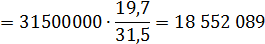 = 31500000 · 19,7/31,5 = 18 552 089